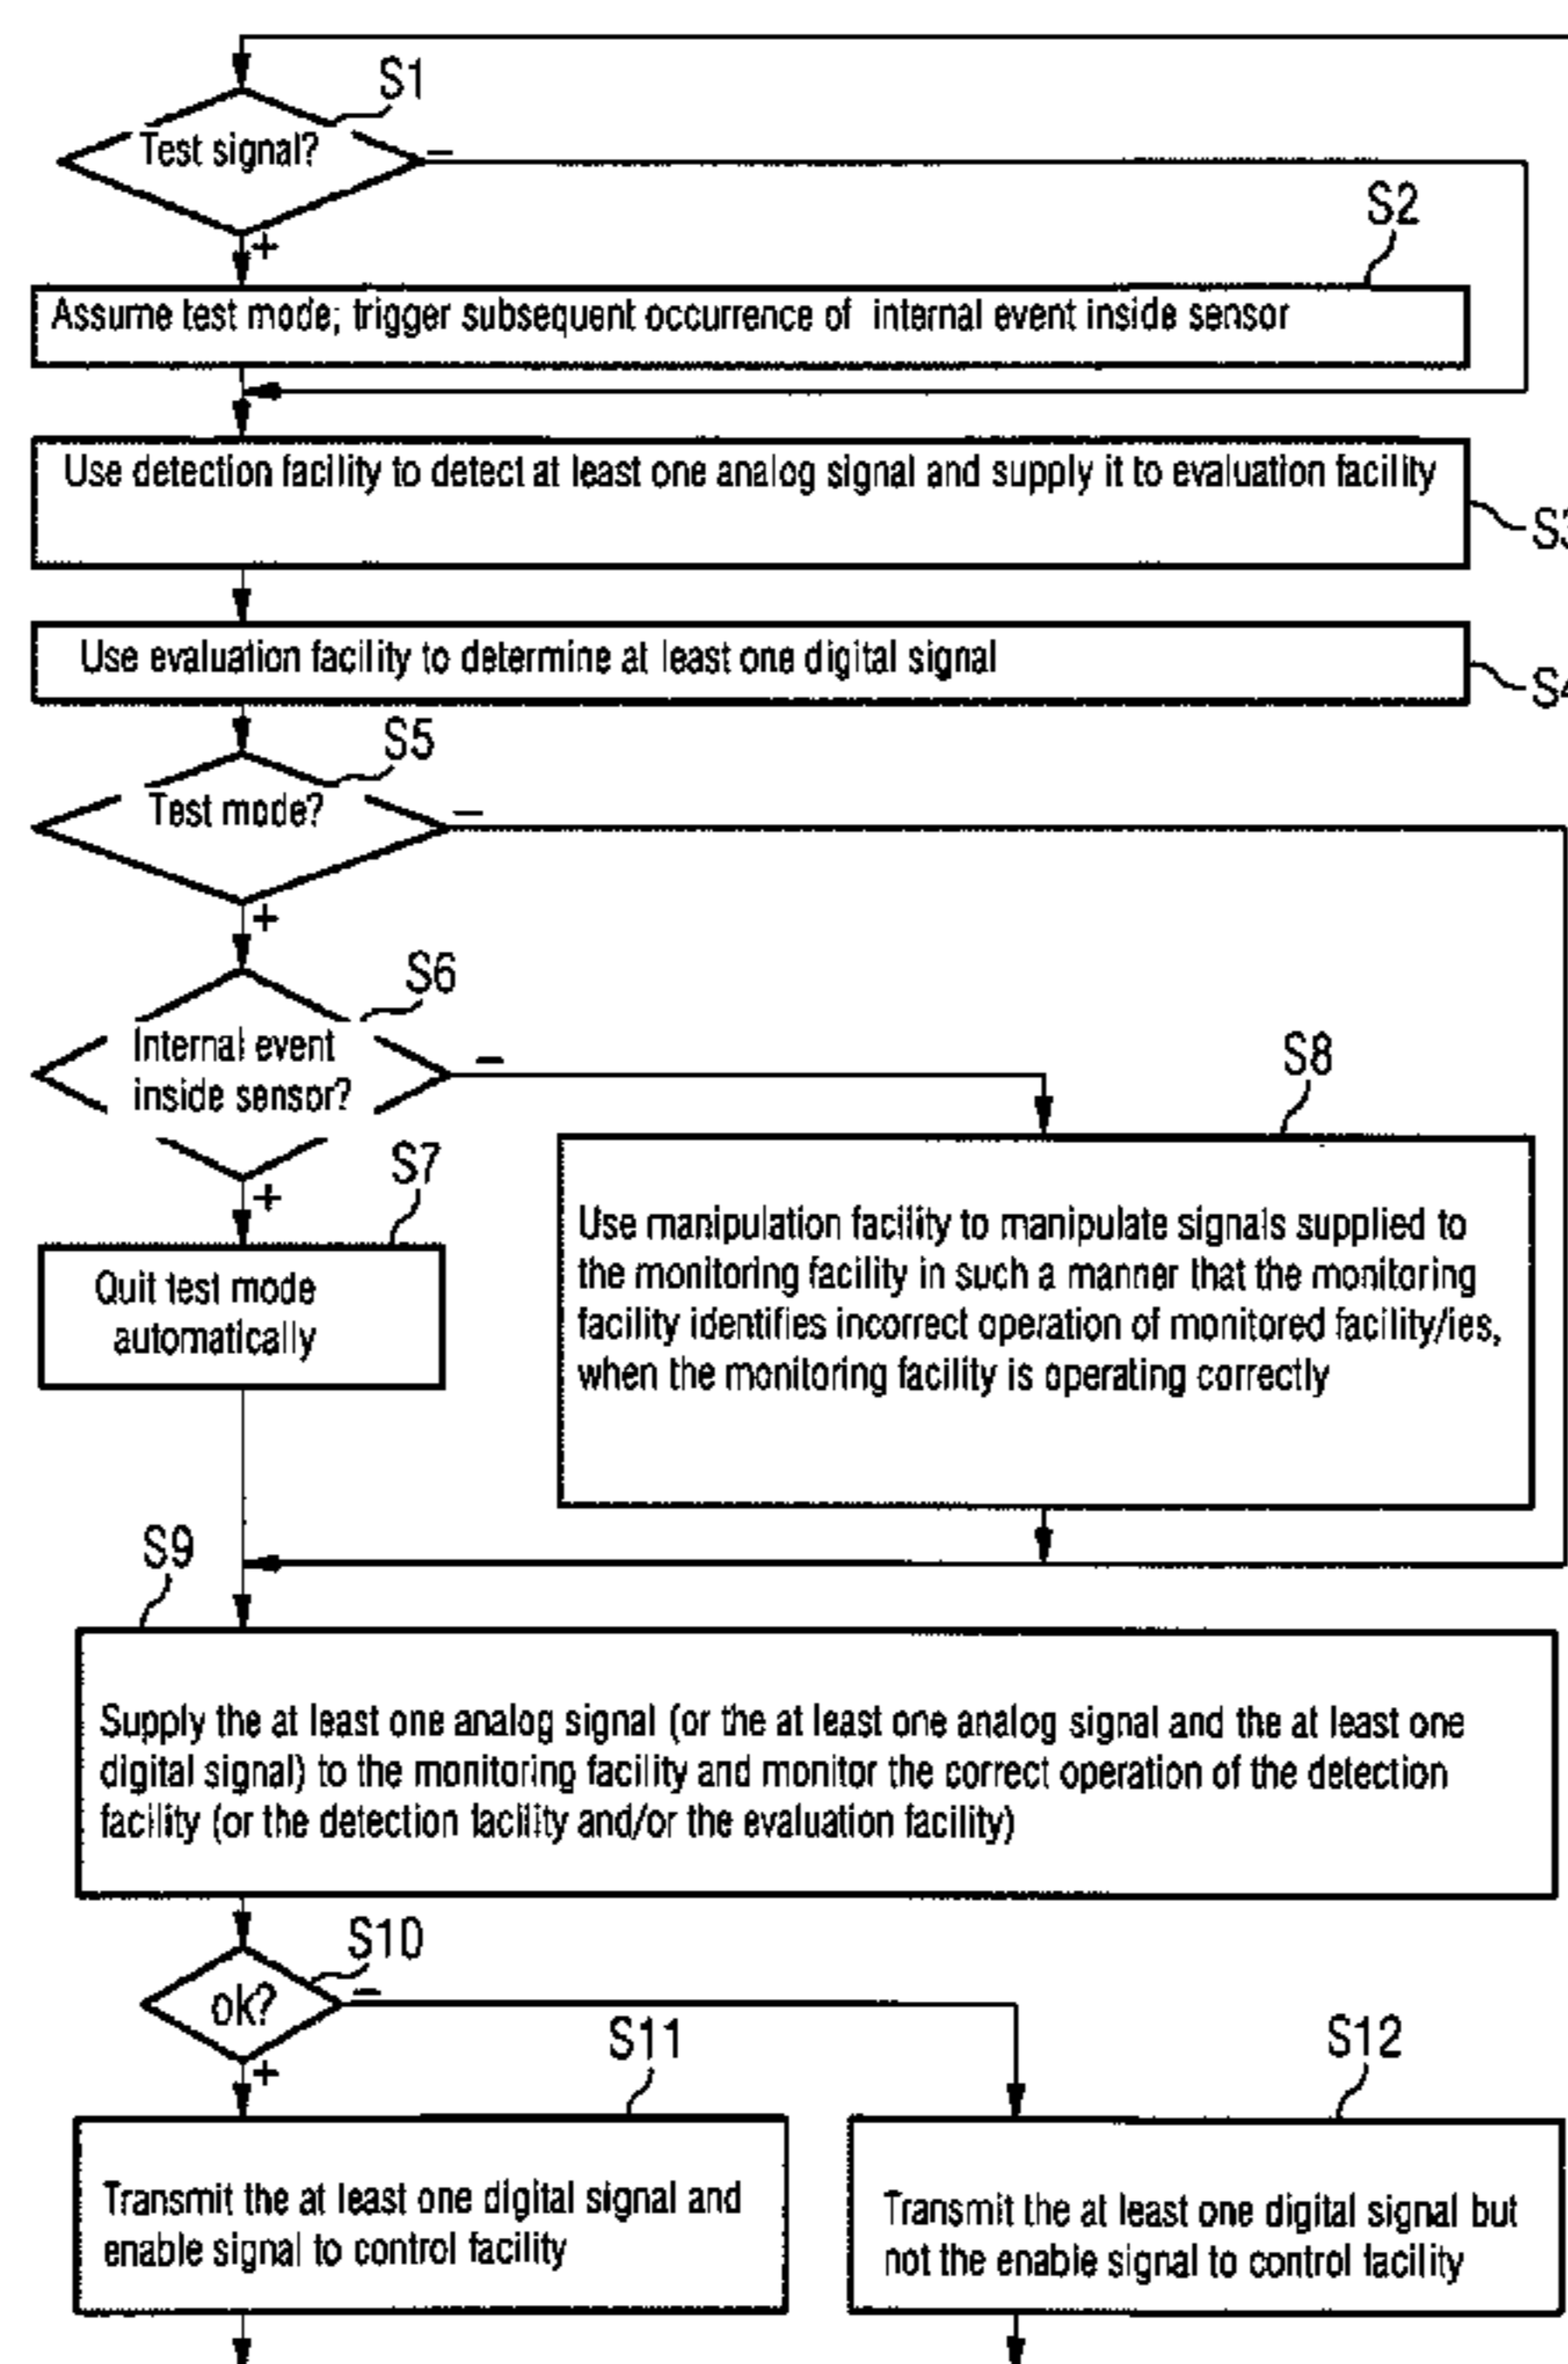 S1
Test signal?
−
+
S2
Assume test mode; trigger subsequent occurrence of internal event inside sensor
Use detection facility to detect at least one analog signal and supply it to evaluation facility
S3
Use evaluation facility to determine at least one digital signal
S4
S5
Test mode?
−
+
S6
Internal event
inside sensor?
−
+
S7
Quit test mode
automatically
S8
Use manipulation facility to manipulate signals supplied to
the monitoring facility in such a manner that the monitoring
facility identifies incorrect operation of monitored facility/ies,
when the monitoring facility is operating correctly
S9
Supply the at least one analog signal (or the at least one analog signal and the at least one
digital signal) to the monitoring facility and monitor the correct operation of the detection
facility (or the detection facility and/or the evaluation facility)
S10
ok?
−
+
S11
Transmit the at least one digital signal and
enable signal to control facility
S12
Transmit the at least one digital signal but
not the enable signal to control facility